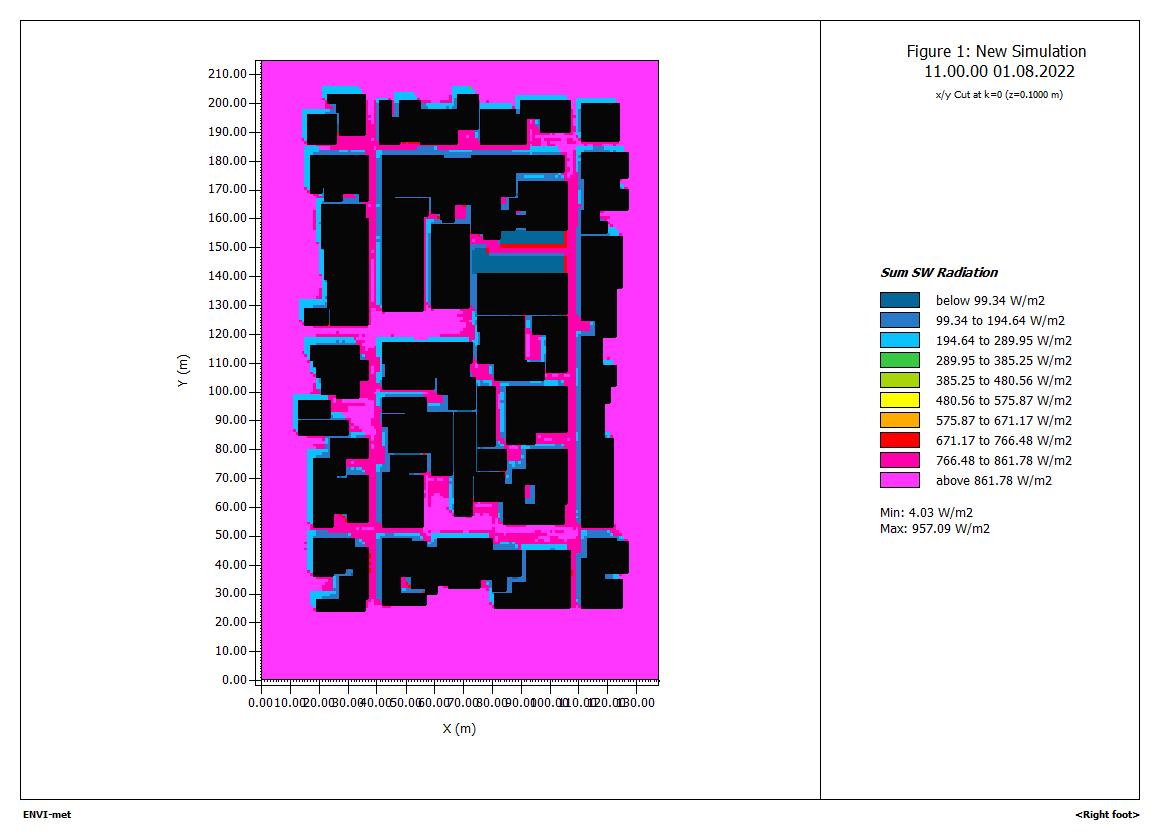 Figure 1: New Simulation
11.00.00 01.08.2022
x/y Cut at k=0 (z=0.1000 m)
210.00
200.00
190.00
180.00
170.00
160.00
150.00
140.00
130.00
120.00
110.00
100.00
90.00
80.00
70.00
60.00
50.00
40.00
30.00
20.00
10.00
0.00
Y (m)
0.00 10.00 20.00 30.00 40.00 50.00 60.00 70.00 80.00 90.00 100.00 110.00 120.00 130.00
X (m)
Sum SW Radiation
below 99.34 W/m2
99.34 to 194.64 W/m2
194.64 to 289.95 W/m2
289.95 to 385.25 W/m2
385.25 to 480.56 W/m2
480.56 to 575.87 W/m2
575.87 to 671.17 W/m2
671.17 to 766.48 W/m2
766.48 to 861.78 W/m2
above 861.78 W/m2
Min: 4.03 W/m2
Max: 957.09 W/m2
ENVI-met
<Right foot>